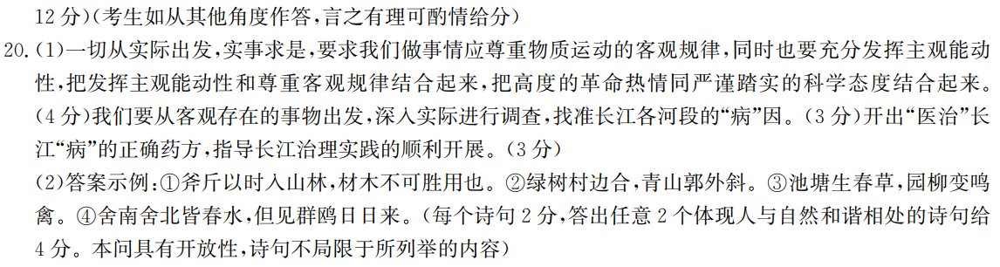 12分)(考生如从其他角度作答,言之有理可酌情给分)
20.(1)一切从实际出发,实事求是,要求我们做事情应尊重物质运动的客观规律,同时也要充分发挥主观能动
性,把发挥主观能动性和尊重客观规律结合起来,把高度的革命热情同严谨踏实的科学态度结合起来。
(4分)我们要从客观存在的事物出发,深入实际进行调查,找准长江各河段的“病”因。(3分)开出“医治”长
江“病”的正确药方,指导长江治理实践的顺利开展。(3分)
(2)答案示例:①斧斤以时入山林,材木不可胜用也。②绿树村边合,青山郭外斜。③池塘生春草,园柳变鸣
禽。④舍南舍北皆春水,但见群鸥日日来。(每个诗句2分,答出任意2个体现人与自然和谐相处的诗句给
4分。本问具有开放性,诗句不局限于所列举的内容)